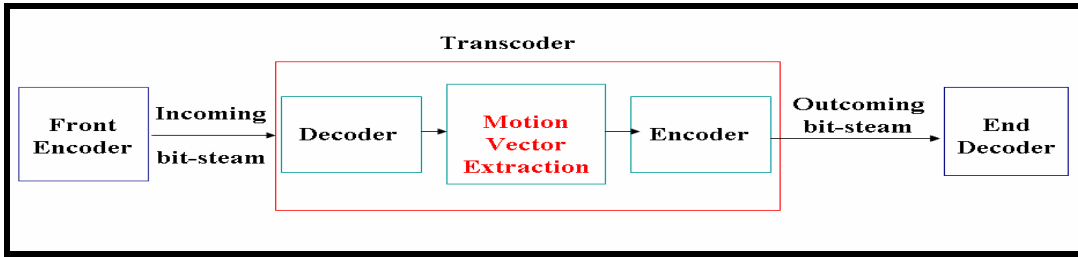 Transcoder
Front
Encoder
Incoming
bit-steam
Decoder
Motion
Vector
Extraction
Encoder
Outcoming
bit-steam
End
Decoder